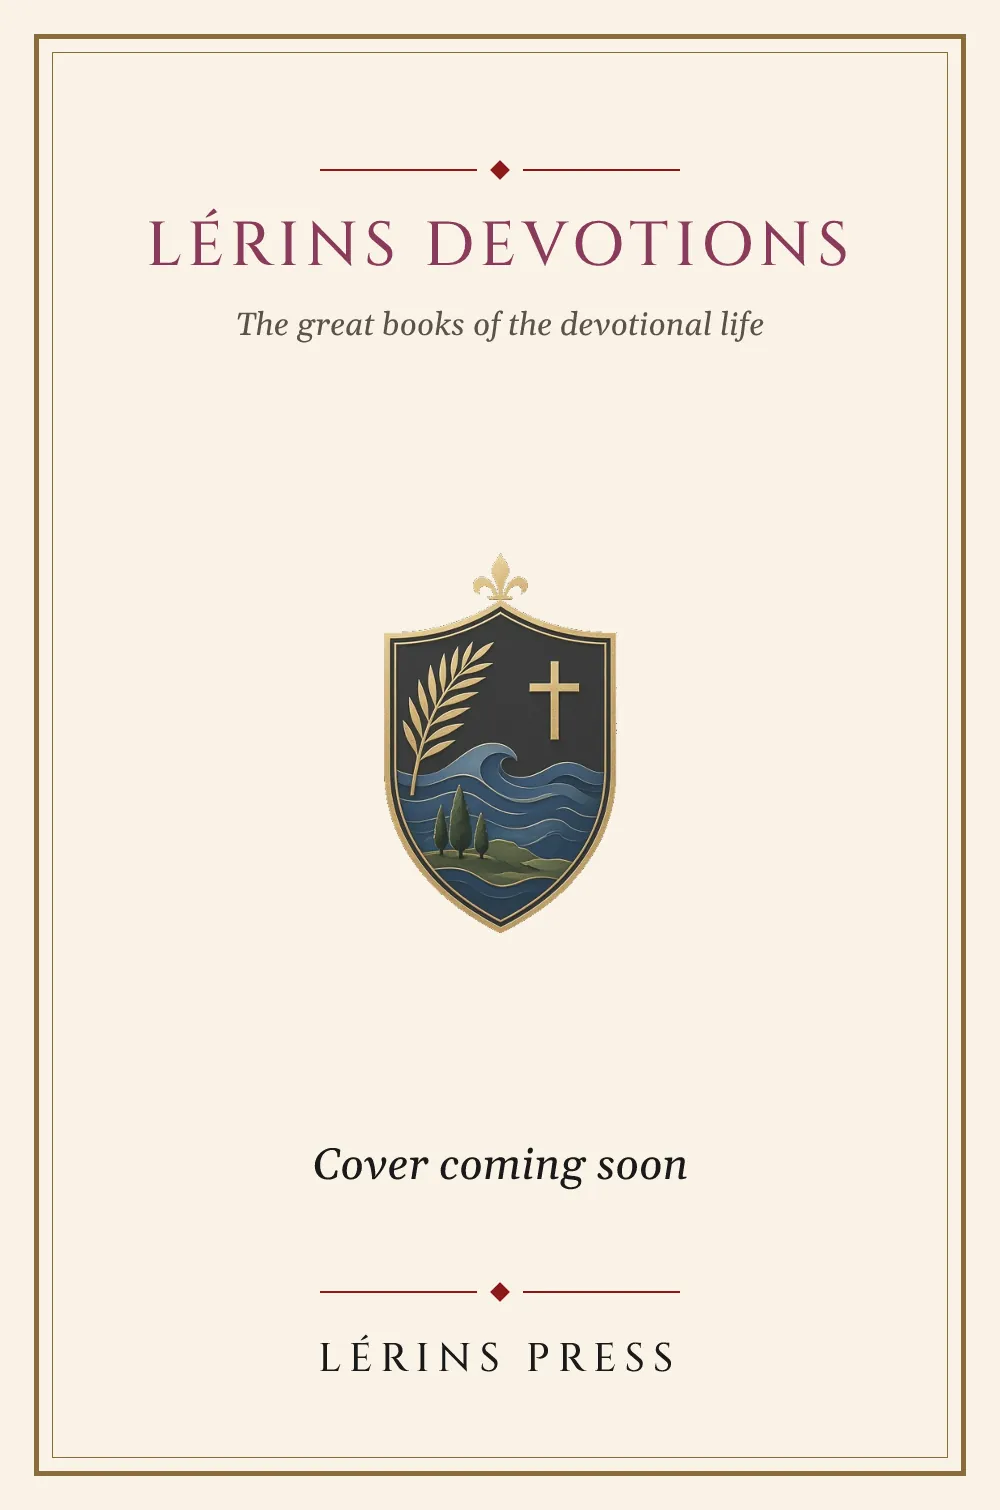 LÉRINS DEVOTIONS
The great books of the devotional life
Cover coming soon
LÉRINS PRESS